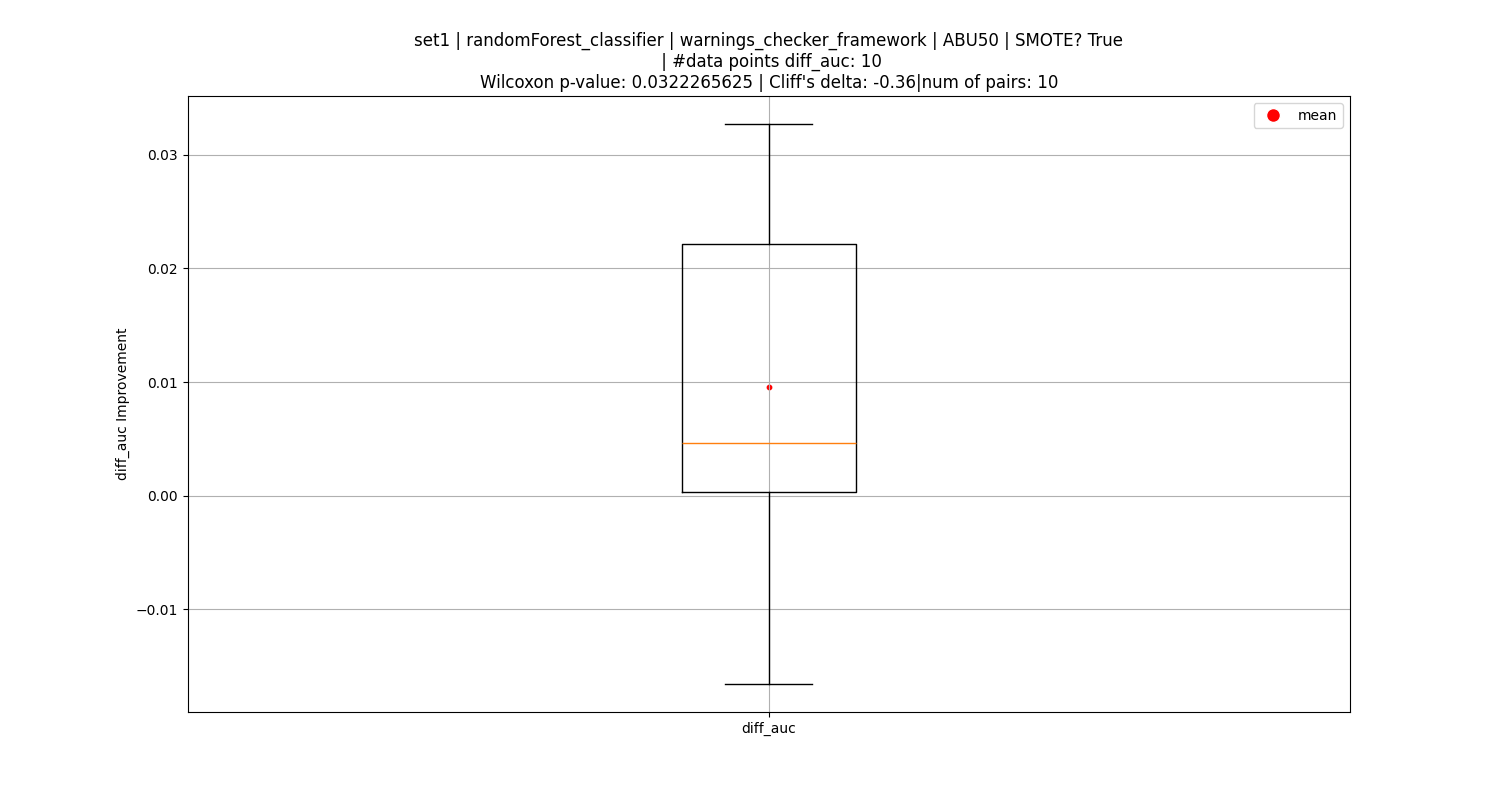 set1 | randomForest_classifier | warnings_checker_framework | ABU50 | SMOTE? True
| #data points diff_auc: 10
Wilcoxon p-value: 0.0322265625 | Cliff's delta: -0.36|num of pairs: 10
mean
0.03
0.02
0.01
0.00
−0.01
diff_auc Improvement
diff_auc